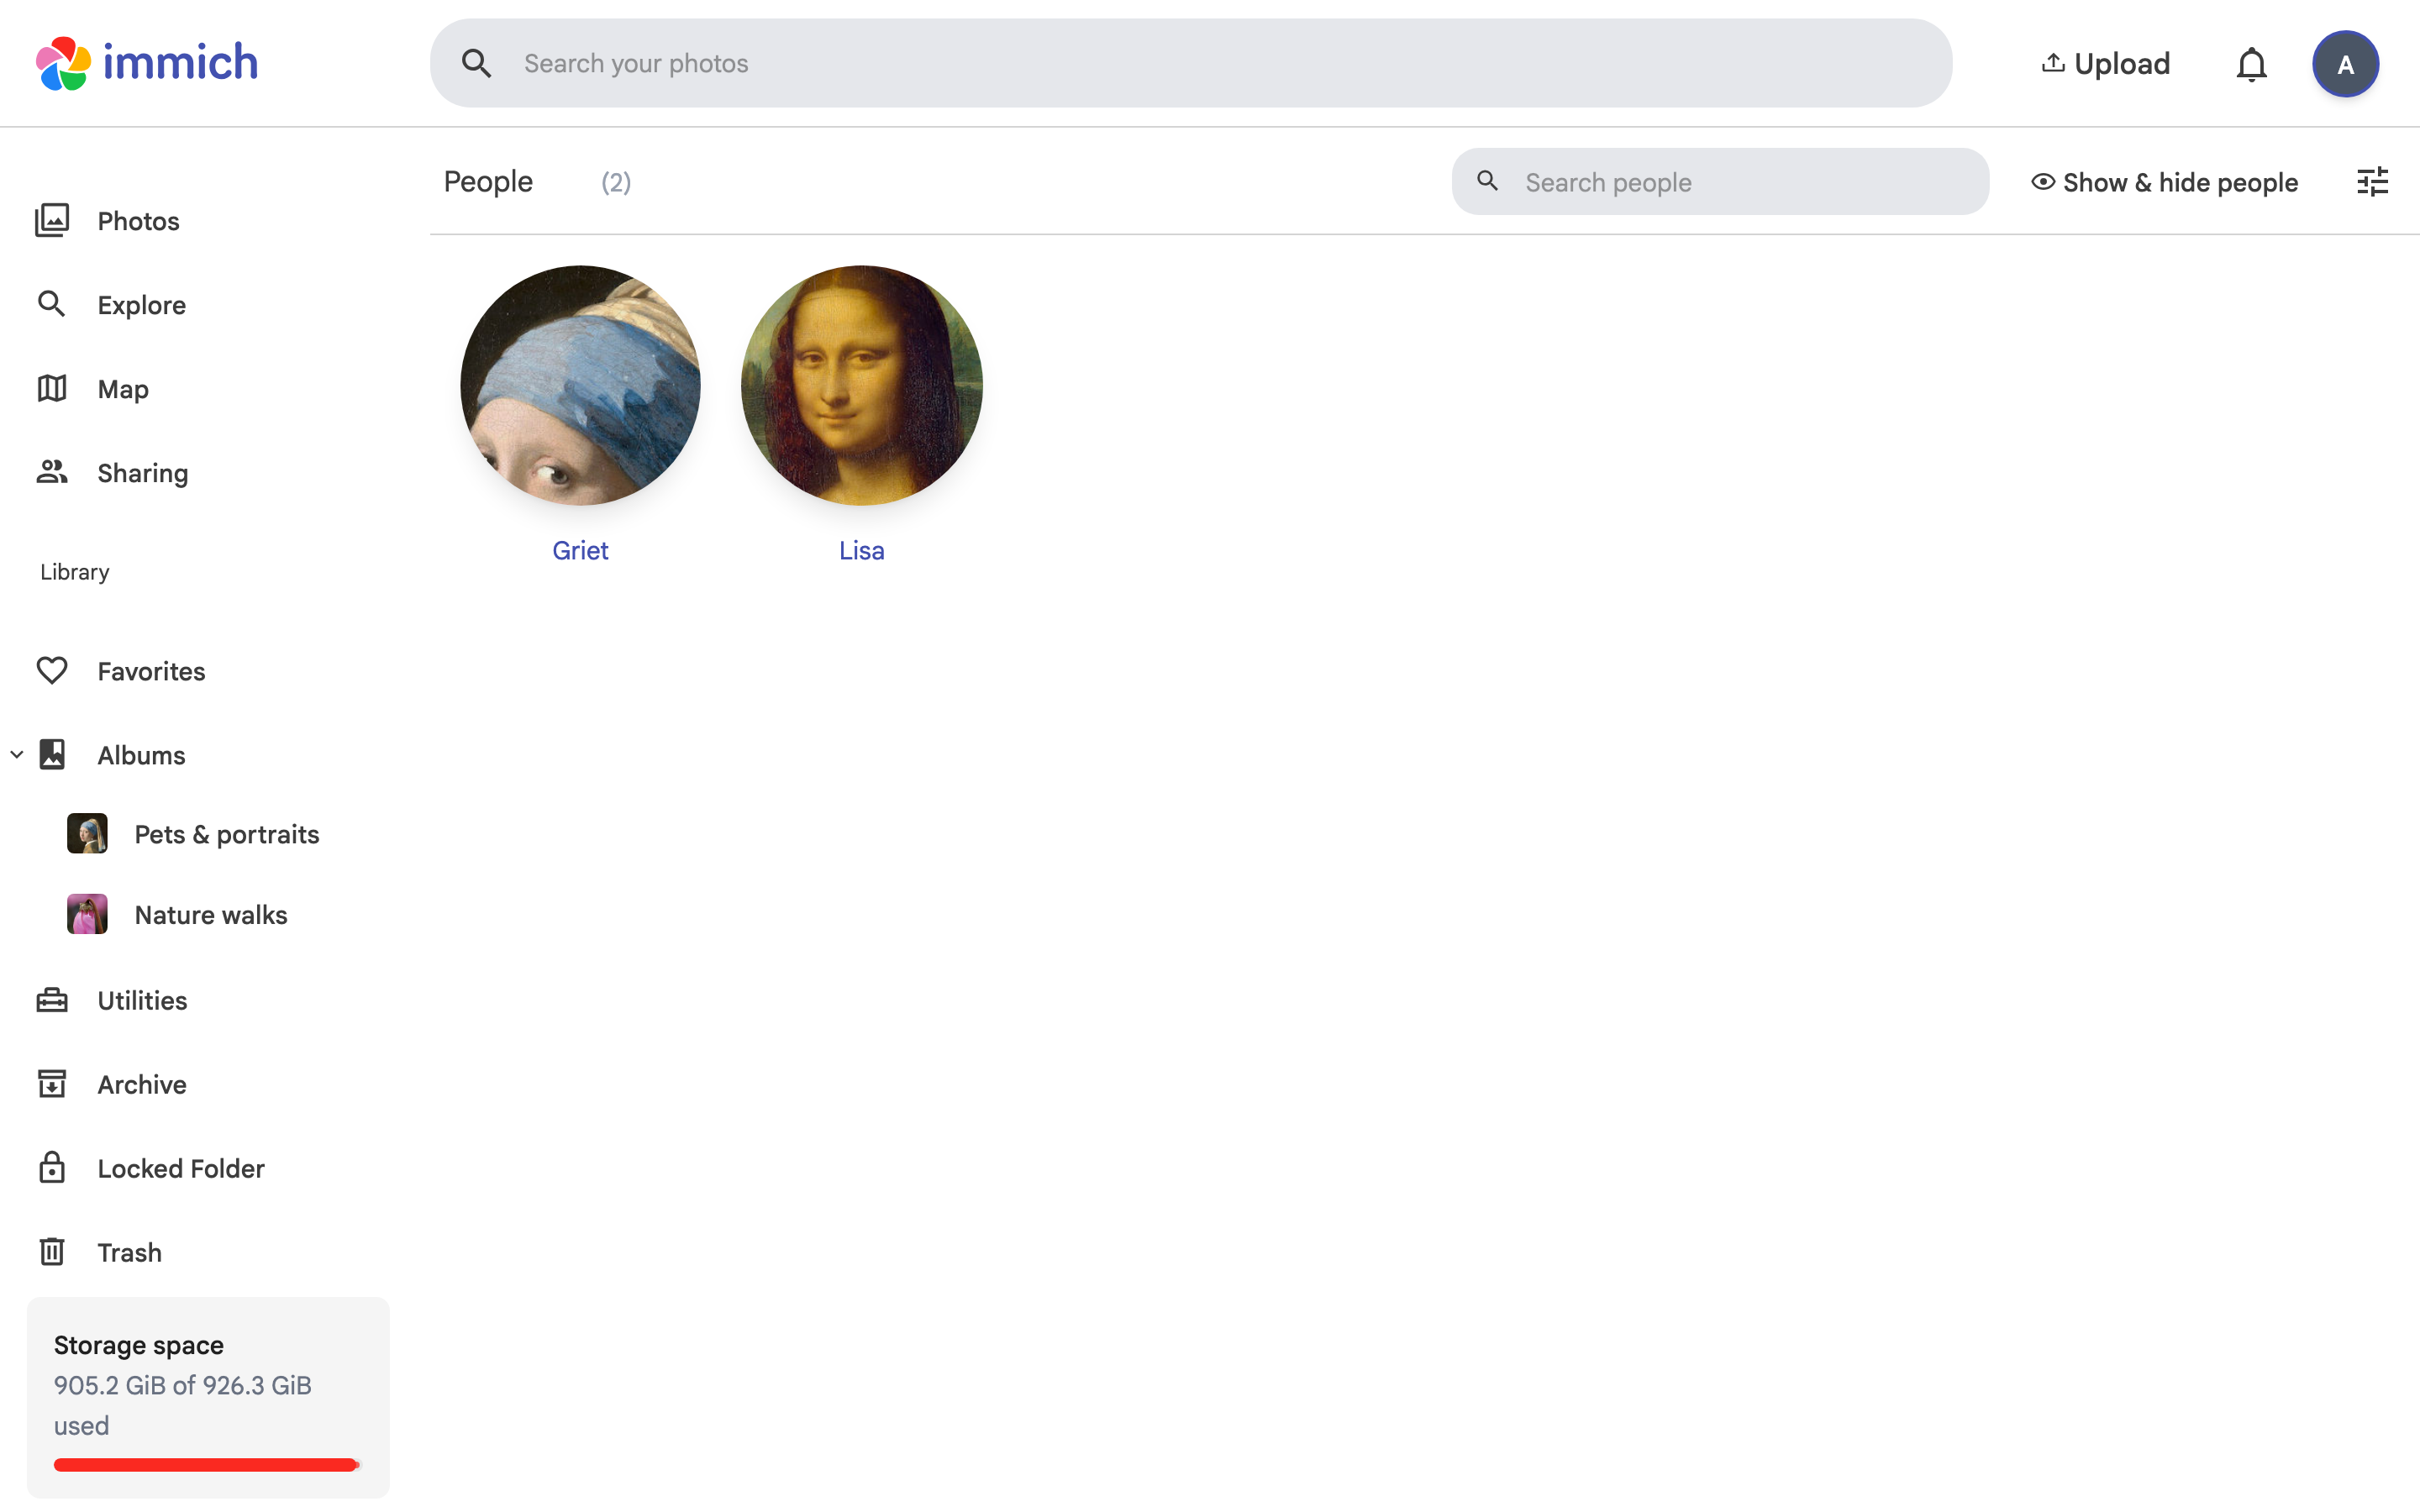 immich
Search your photos
Upload
A
People (2)
Search people
Show & hide people
Photos
Explore
Map
Sharing
Library
Favorites
Albums
Pets & portraits
Nature walks
Utilities
Archive
Locked Folder
Trash
Griet
Lisa
Storage space
905.2 GiB of 926.3 GiB
used